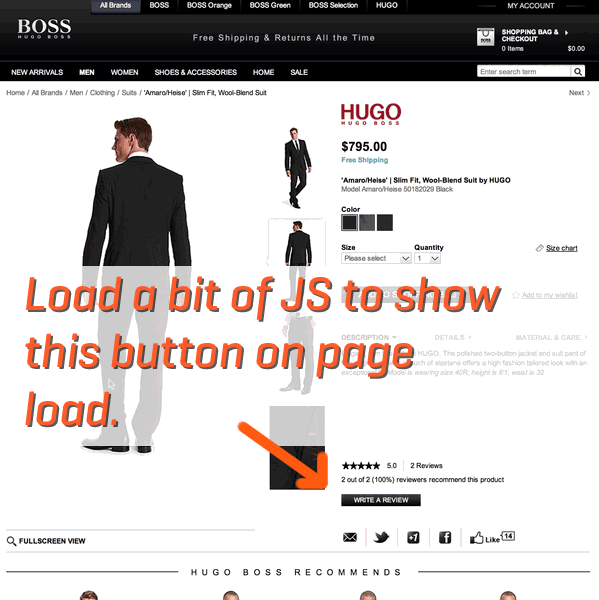 All Brands BOSS BOSS Orange BOSS Green BOSS Selection HUGO MY ACCOUNT
BOSS
HUGO BOSS
Free Shipping & Returns All the Time
SHOPPING BAG &
CHECKOUT
0 Items $0.00
NEW ARRIVALS MEN WOMEN SHOES & ACCESSORIES HOME SALE
Enter search term
Home / All Brands / Men / Clothing / Suits / 'Amaro/Heise' | Slim Fit, Wool-Blend Suit Next
HUGO
HUGO BOSS
$795.00
Free Shipping
'Amaro/Heise' | Slim Fit, Wool-Blend Suit by HUGO
Model Amaro/Heise 50182029 Black
Color
Size Quantity
Please select 1 Size chart
Add to my wishlist
Load a bit of JS to show
this button on page
load.
DESCRIPTION DETAILS MATERIAL & CARE
HUGO. The polished two-button jacket and suit pant of
touch of elastane offers a high fashion tailored look with an
Model is wearing size 40R, height is 6'1, waist is 32
5.0 2 Reviews
2 out of 2 (100%) reviewers recommend this product
WRITE A REVIEW
FULLSCREEN VIEW
+1 f Like 14
HUGO BOSS RECOMMENDS